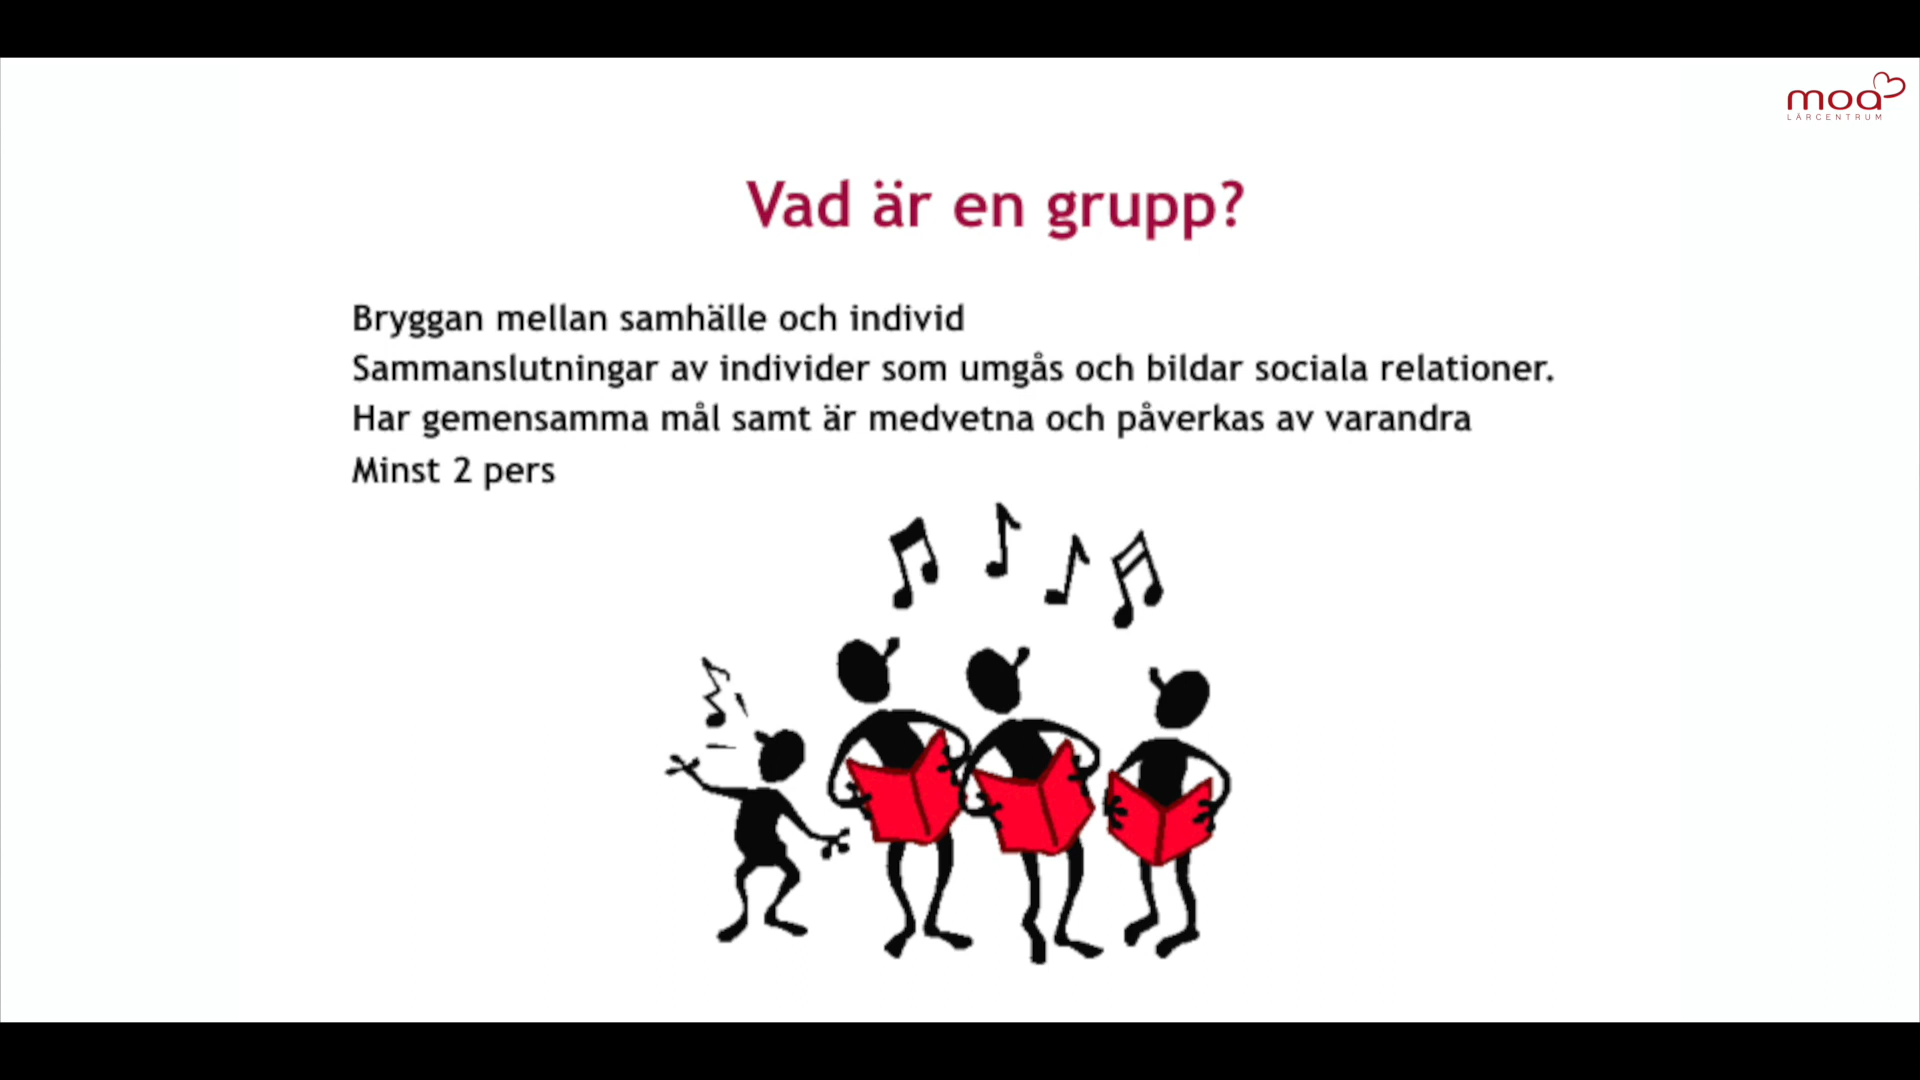 moa
LÄRCENTRUM
Vad är en grupp?
Bryggan mellan samhälle och individ
Sammanslutningar av individer som umgås och bildar sociala relationer.
Har gemensamma mål samt är medvetna och påverkas av varandra
Minst 2 pers